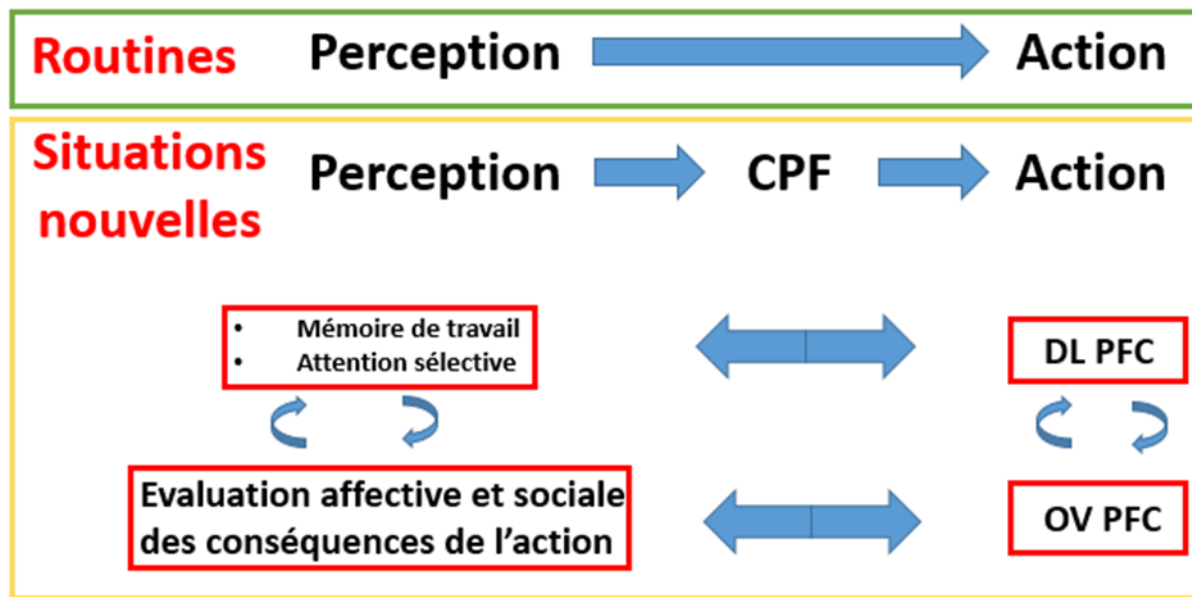 Routines Perception Action
Situations
nouvelles
Perception CPF Action
• Mémoire de travail
• Attention sélective
DL PFC
Evaluation affective et sociale
des conséquences de l’action
OV PFC